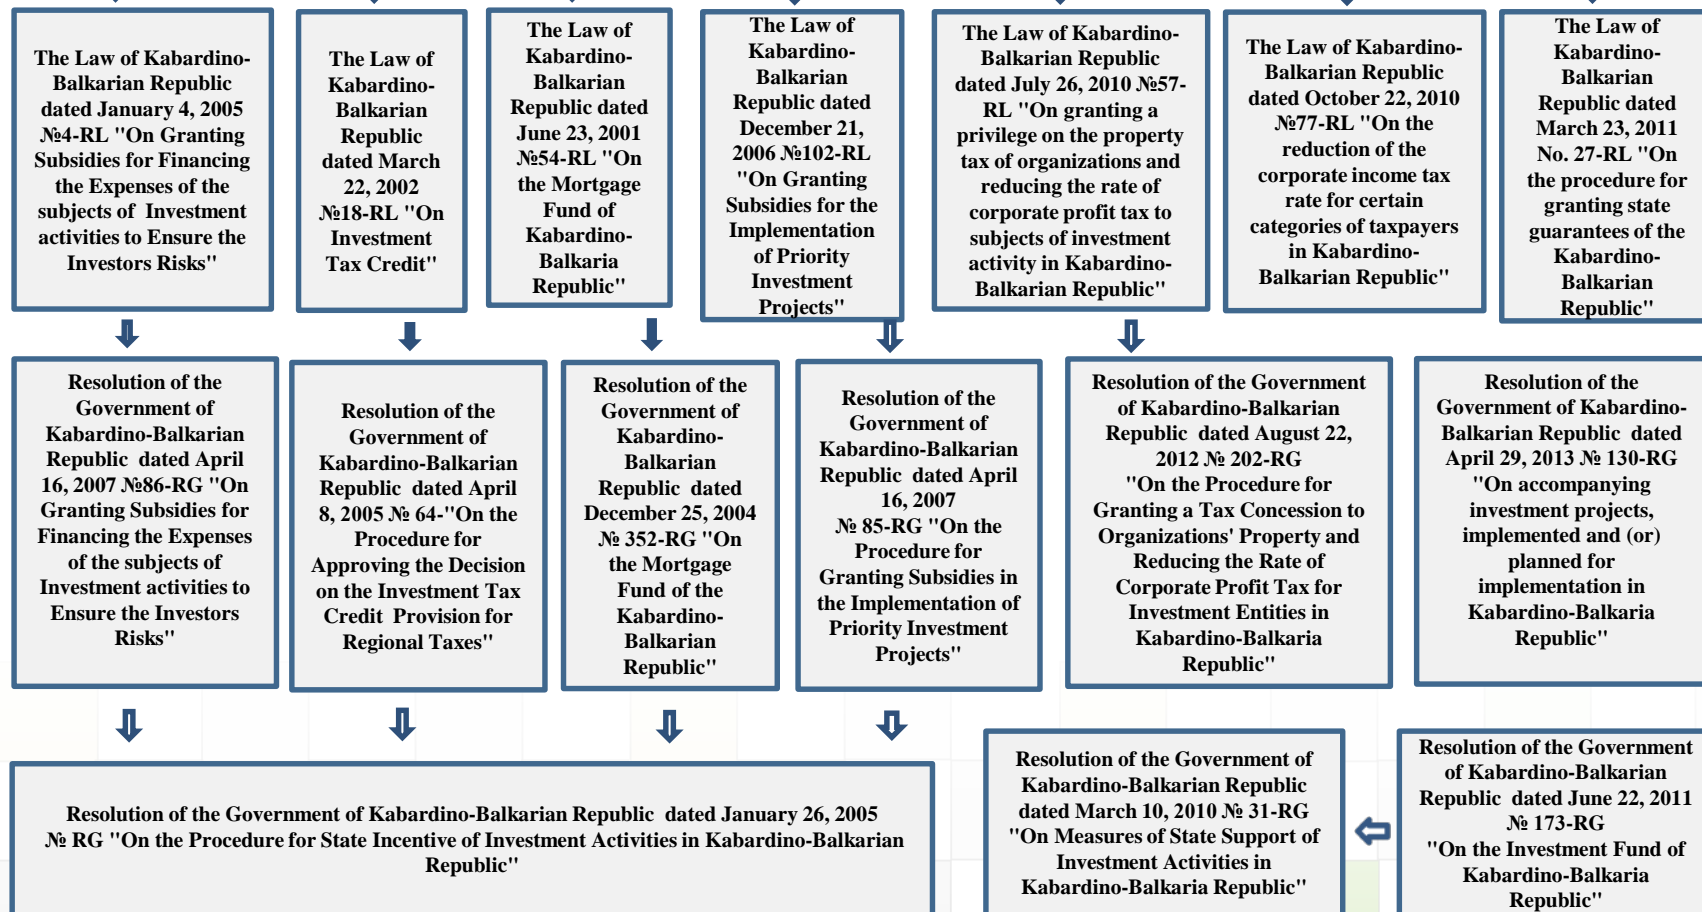 The Law of Kabardino-
Balkarian Republic
dated January 4, 2005
№4-RL "On Granting
Subsidies for Financing
the Expenses of the
subjects of Investment
activities to Ensure the
Investors Risks"
The Law of
Kabardino-
Balkarian
Republic
dated March
22, 2002
№18-RL "On
Investment
Tax Credit"
The Law of
Kabardino-
Balkarian
Republic dated
June 23, 2001
№54-RL "On
the Mortgage
Fund of
Kabardino-
Balkaria
Republic"
The Law of
Kabardino-
Balkarian
Republic dated
December 21,
2006 №102-RL
"On Granting
Subsidies for the
Implementation
of Priority
Investment
Projects"
The Law of Kabardino-
Balkarian Republic
dated July 26, 2010 №57-
RL "On granting a
privilege on the property
tax of organizations and
reducing the rate of
corporate profit tax to
subjects of investment
activity in Kabardino-
Balkarian Republic"
The Law of Kabardino-
Balkarian Republic
dated October 22, 2010
№77-RL "On the
reduction of the
corporate income tax
rate for certain
categories of taxpayers
in Kabardino-
Balkarian Republic"
The Law of
Kabardino-
Balkarian
Republic dated
March 23, 2011
No. 27-RL "On
the procedure for
granting state
guarantees of the
Kabardino-
Balkarian
Republic"
Resolution of the
Government of
Kabardino-Balkarian
Republic dated April
16, 2007 №86-RG "On
Granting Subsidies for
Financing the Expenses
of the subjects of
Investment activities to
Ensure the Investors
Risks"
Resolution of the
Government of
Kabardino-Balkarian
Republic dated April
8, 2005 № 64-"On the
Procedure for
Approving the Decision
on the Investment Tax
Credit Provision for
Regional Taxes"
Resolution of the
Government of
Kabardino-
Balkarian
Republic dated
December 25, 2004
№ 352-RG "On
the Mortgage
Fund of the
Kabardino-
Balkarian
Republic"
Resolution of the
Government of
Kabardino-Balkarian
Republic dated April
16, 2007
№ 85-RG "On the
Procedure for
Granting Subsidies in
the Implementation of
Priority Investment
Projects"
Resolution of the Government
of Kabardino-Balkarian
Republic dated August 22,
2012 № 202-RG
"On the Procedure for
Granting a Tax Concession to
Organizations' Property and
Reducing the Rate of
Corporate Profit Tax for
Investment Entities in
Kabardino-Balkaria
Republic"
Resolution of the
Government of Kabardino-
Balkarian Republic dated
April 29, 2013 № 130-RG
"On accompanying
investment projects,
implemented and (or)
planned for
implementation in
Kabardino-Balkaria
Republic"
Resolution of the Government of Kabardino-Balkarian Republic dated January 26, 2005
№ RG "On the Procedure for State Incentive of Investment Activities in Kabardino-Balkarian
Republic"
Resolution of the Government of
Kabardino-Balkarian Republic
dated March 10, 2010 № 31-RG
"On Measures of State Support of
Investment Activities in
Kabardino-Balkaria Republic"
Resolution of the Government
of Kabardino-Balkarian
Republic dated June 22, 2011
№ 173-RG
"On the Investment Fund of
Kabardino-Balkaria
Republic"